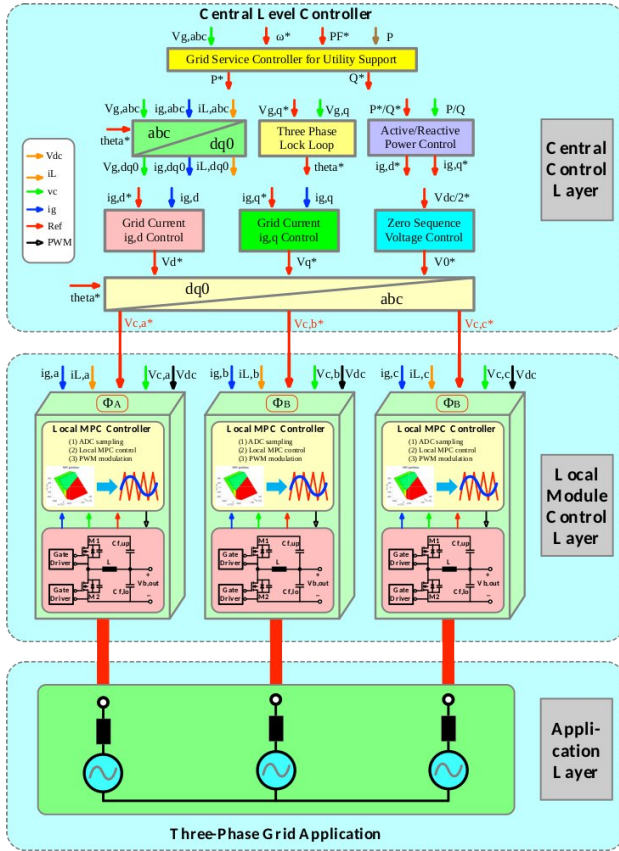 Central Level Controller
Vg,abc
ω*
PF*
P
Grid Service Controller for Utility Support
P*
Q*
Vg,abc
ig,abc
iL,abc
Vg,q*
Vg,q
P*/Q*
P/Q
theta*
abc
dq0
Three Phase
Lock Loop
Active/Reactive
Power Control
Vg,dq0
ig,dq0
iL,dq0
theta*
ig,d*
ig,q*
Vdc
iL
vc
ig
Ref
PWM
ig,d*
ig,d
ig,q*
ig,q
Vdc/2*
Grid Current
ig,d Control
Grid Current
ig,q Control
Zero Sequence
Voltage Control
Vd*
Vq*
V0*
theta*
dq0
abc
Vc,a*
Vc,b*
Vc,c*
Central
Control
Layer
ig,a
iL,a
Vc,a
Vdc
ig,b
iL,b
Vc,b
Vdc
ig,c
iL,c
Vc,c
Vdc
ΦA
ΦB
ΦB
Local MPC Controller
(1) ADC sampling
(2) Local MPC control
(3) PWM modulation
Local MPC Controller
(1) ADC sampling
(2) Local MPC control
(3) PWM modulation
Local MPC Controller
(1) ADC sampling
(2) Local MPC control
(3) PWM modulation
M1
Cf,up
Gate
Driver
L
+
Vb,out
Gate
Driver
M2
Cf,lo
−
M1
Cf,up
Gate
Driver
L
+
Vb,out
Gate
Driver
M2
Cf,lo
−
M1
Cf,up
Gate
Driver
L
+
Vb,out
Gate
Driver
M2
Cf,lo
−
Local
Module
Control
Layer
Appli-
cation
Layer
Three-Phase Grid Application